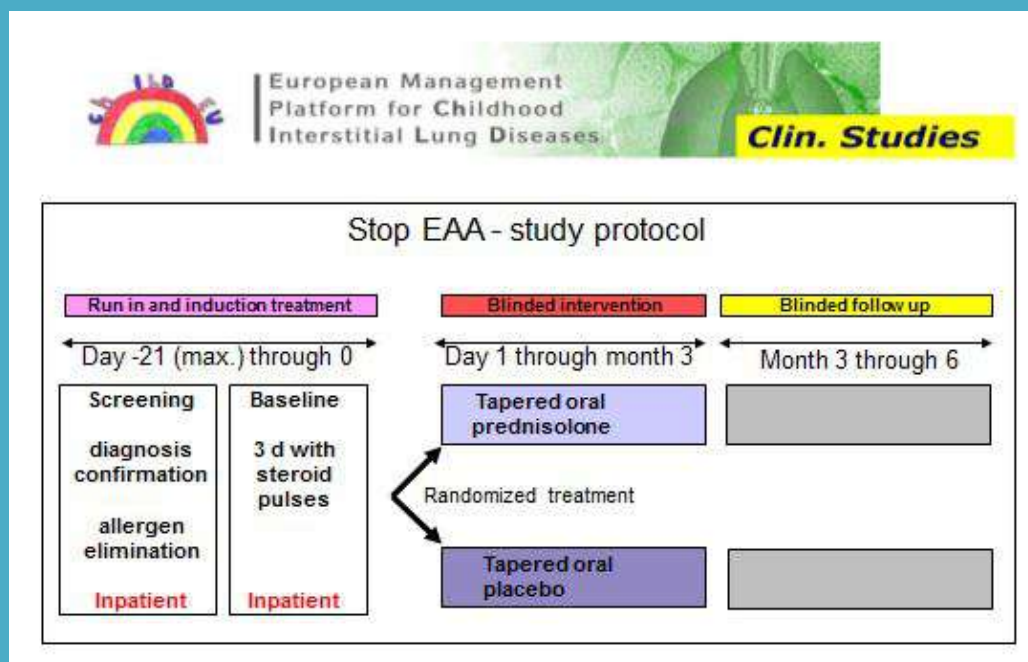 ch ILD EU
European Management
Platform for Childhood
Interstitial Lung Diseases
Clin. Studies
Stop EAA - study protocol
Run in and induction treatment
Blinded intervention
Blinded follow up
Day -21 (max.) through 0
Day 1 through month 3
Month 3 through 6
Screening
diagnosis
confirmation
allergen
elimination
Inpatient
Baseline
3 d with
steroid
pulses
Inpatient
Tapered oral
prednisolone
Randomized treatment
Tapered oral
placebo